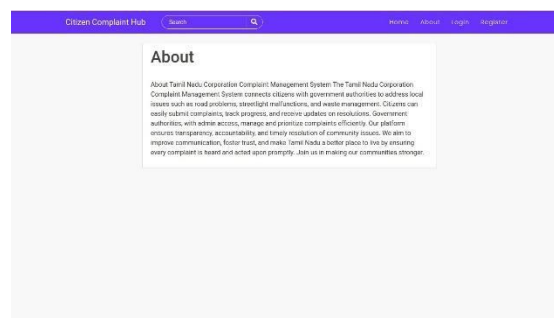 Citizen Complaint Hub
Search
Home About Login Register
About
About Tamil Nadu Corporation Complaint Management System The Tamil Nadu Corporation
Complaint Management System connects citizens with government authorities to address local
issues such as road problems, streetlight malfunctions, and waste management. Citizens can
easily submit complaints, track progress, and receive updates on resolutions. Government
authorities, with admin access, manage and prioritize complaints efficiently. Our platform
ensures transparency, accountability, and timely resolution of community issues. We aim to
improve communication, foster trust, and make Tamil Nadu a better place to live by ensuring
every complaint is heard and acted upon promptly. Join us in making our communities stronger.